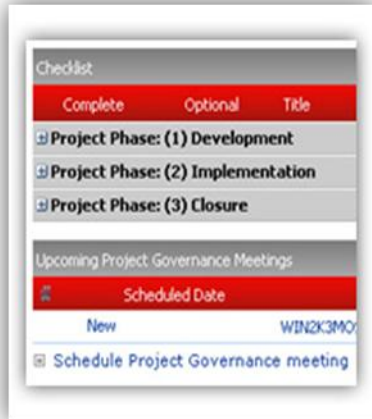 Checklist
Complete Optional Title
Project Phase: (1) Development
Project Phase: (2) Implementation
Project Phase: (3) Closure
Upcoming Project Governance Meetings
Scheduled Date
New WIN2K3MO
Schedule Project Governance meeting